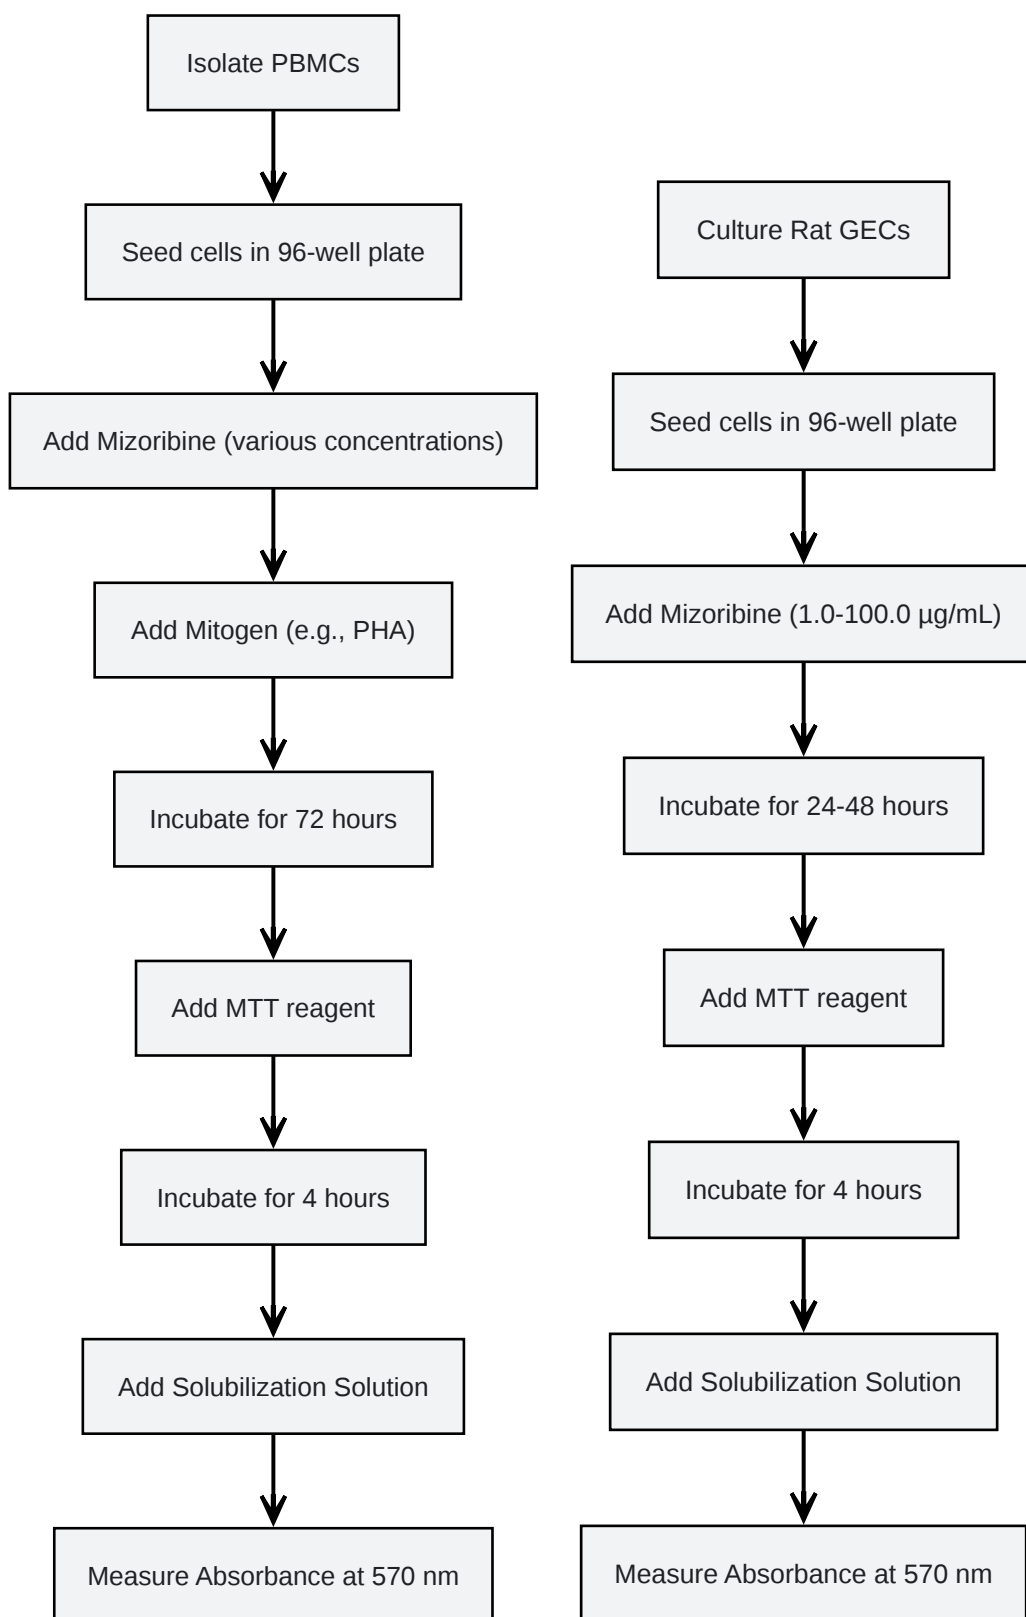 Isolate PBMCs
Seed cells in 96-well plate
Add Mizoribine (various concentrations)
Add Mitogen (e.g., PHA)
Incubate for 72 hours
Add MTT reagent
Incubate for 4 hours
Add Solubilization Solution
Measure Absorbance at 570 nm
Culture Rat GECs
Seed cells in 96-well plate
Add Mizoribine (1.0-100.0 µg/mL)
Incubate for 24-48 hours
Add MTT reagent
Incubate for 4 hours
Add Solubilization Solution
Measure Absorbance at 570 nm